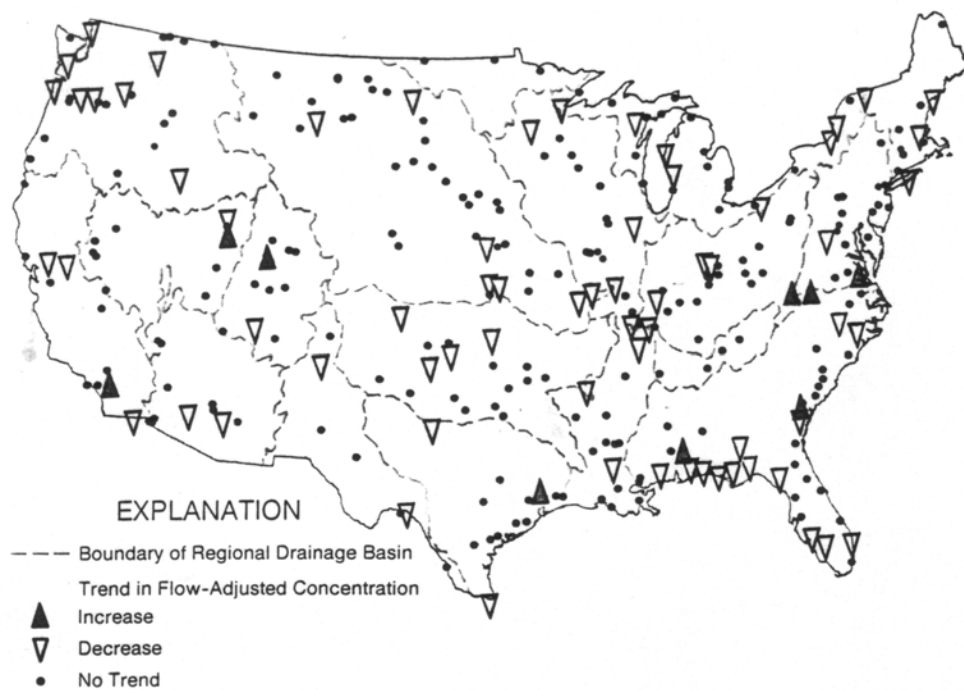 EXPLANATION
Boundary of Regional Drainage Basin
Trend in Flow-Adjusted Concentration
Increase
Decrease
No Trend